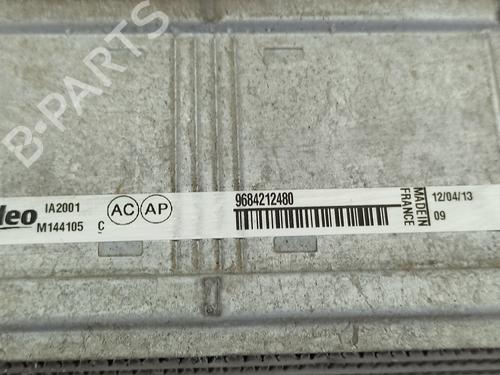 B-PARTS
leo
IA2001
M144105 C
AC AP
9684212480
MADE IN
FRANCE
12/04/13
09